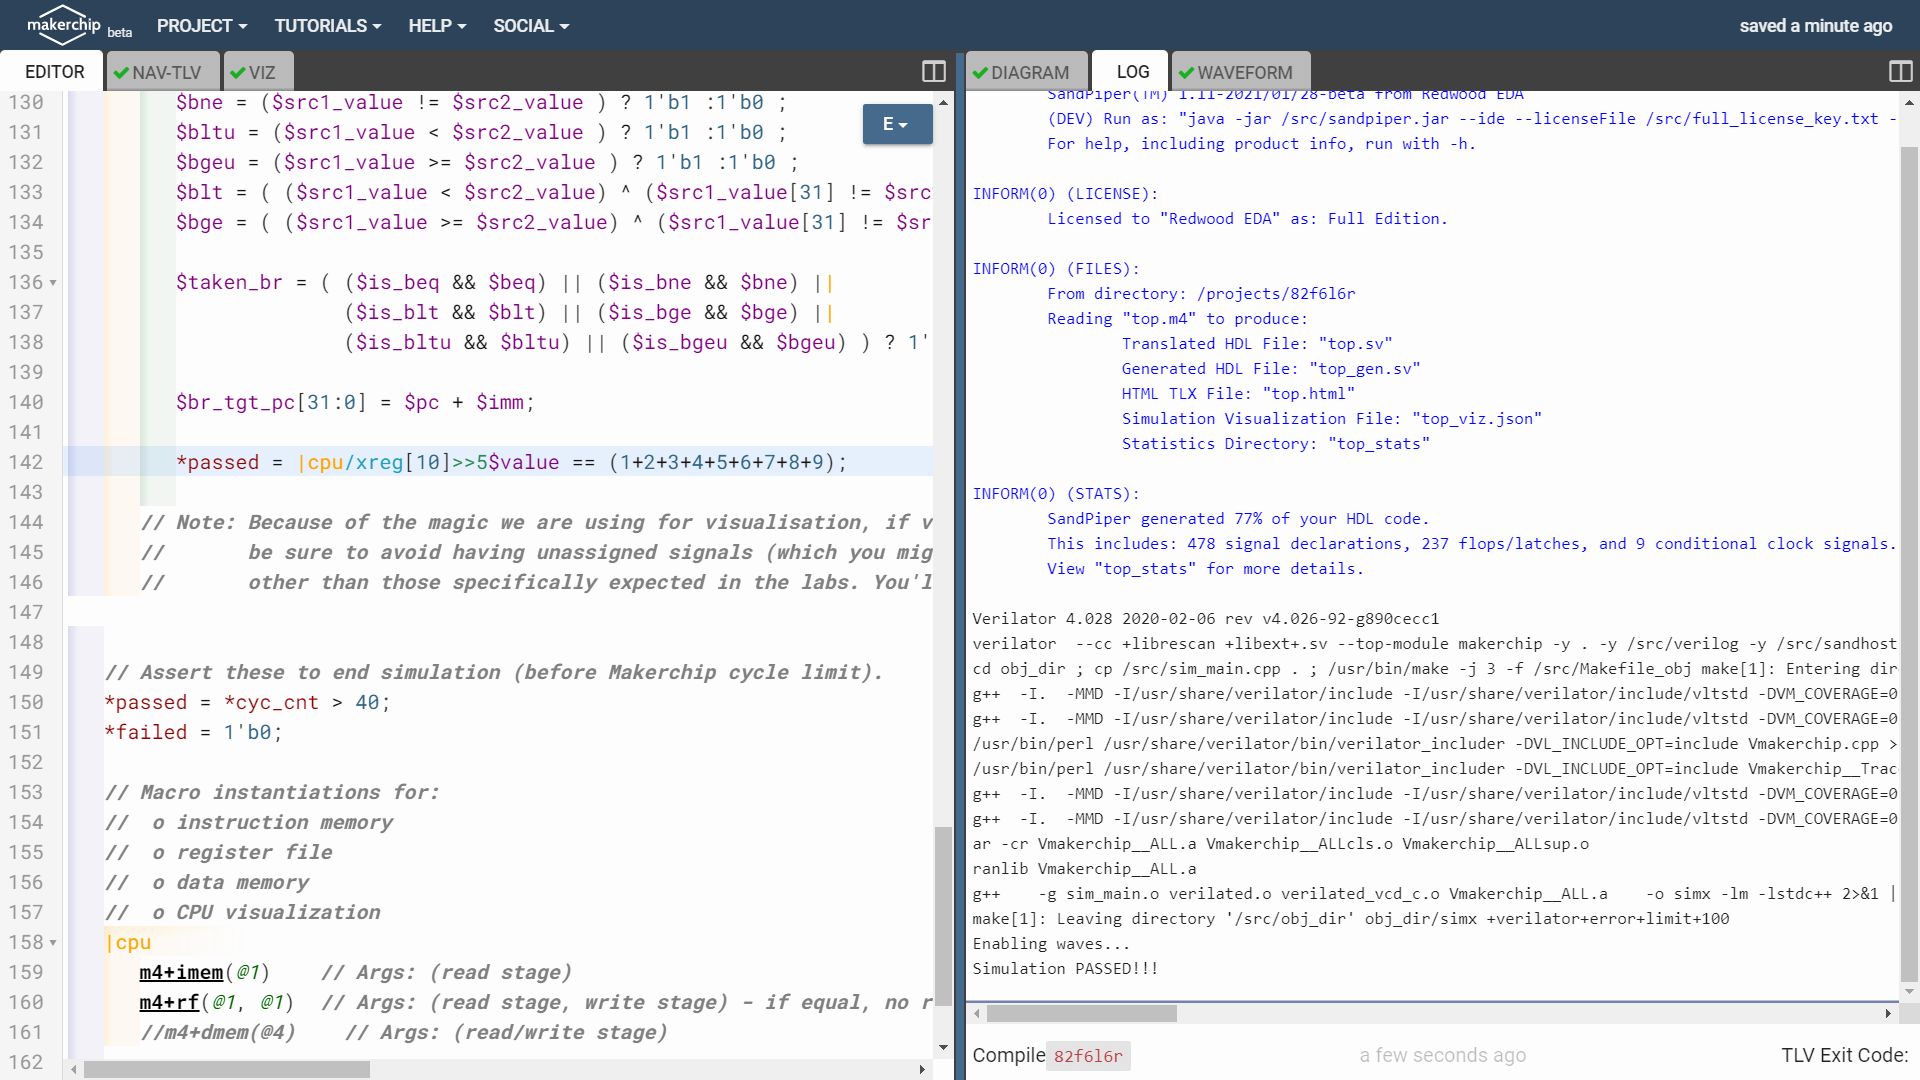 makerchip beta PROJECT TUTORIALS HELP SOCIAL saved a minute ago
EDITOR NAV-TLV VIZ
130 $bne = ($src1_value != $src2_value ) ? 1'b1 :1'b0 ;
131 $bltu = ($src1_value < $src2_value ) ? 1'b1 :1'b0 ;
132 $bgeu = ($src1_value >= $src2_value ) ? 1'b1 :1'b0 ;
133 $blt = ( ($src1_value < $src2_value) ^ ($src1_value[31] != $src
134 $bge = ( ($src1_value >= $src2_value) ^ ($src1_value[31] != $sr
135
136 $taken_br = ( ($is_beq && $beq) || ($is_bne && $bne) ||
137 ($is_blt && $blt) || ($is_bge && $bge) ||
138 ($is_bltu && $bltu) || ($is_bgeu && $bgeu) ) ? 1'
139
140 $br_tgt_pc[31:0] = $pc + $imm;
141
142 *passed = |cpu/xreg[10]>>5$value == (1+2+3+4+5+6+7+8+9);
143
144 // Note: Because of the magic we are using for visualisation, if v
145 // be sure to avoid having unassigned signals (which you mig
146 // other than those specifically expected in the labs. You'l
147
148
149 // Assert these to end simulation (before Makerchip cycle limit).
150 *passed = *cyc_cnt > 40;
151 *failed = 1'b0;
152
153 // Macro instantiations for:
154 // o instruction memory
155 // o register file
156 // o data memory
157 // o CPU visualization
158 |cpu
159 m4+imem(@1) // Args: (read stage)
160 m4+rf(@1, @1) // Args: (read stage, write stage) - if equal, no r
161 //m4+dmem(@4) // Args: (read/write stage)
162
E
DIAGRAM LOG WAVEFORM
SandPiper(TM) 1.11-2021/01/28-beta from Redwood EDA
(DEV) Run as: "java -jar /src/sandpiper.jar --ide --licenseFile /src/full_license_key.txt -
For help, including product info, run with -h.
INFORM(0) (LICENSE):
Licensed to "Redwood EDA" as: Full Edition.
INFORM(0) (FILES):
From directory: /projects/82f6l6r
Reading "top.m4" to produce:
Translated HDL File: "top.sv"
Generated HDL File: "top_gen.sv"
HTML TLX File: "top.html"
Simulation Visualization File: "top_viz.json"
Statistics Directory: "top_stats"
INFORM(0) (STATS):
SandPiper generated 77% of your HDL code.
This includes: 478 signal declarations, 237 flops/latches, and 9 conditional clock signals.
View "top_stats" for more details.
Verilator 4.028 2020-02-06 rev v4.026-92-g890cecc1
verilator --cc +librescan +libext+.sv --top-module makerchip -y . -y /src/verilog -y /src/sandhost
cd obj_dir ; cp /src/sim_main.cpp . ; /usr/bin/make -j 3 -f /src/Makefile_obj make[1]: Entering dir
g++ -I. -MMD -I/usr/share/verilator/include -I/usr/share/verilator/include/vltstd -DVM_COVERAGE=0
g++ -I. -MMD -I/usr/share/verilator/include -I/usr/share/verilator/include/vltstd -DVM_COVERAGE=0
/usr/bin/perl /usr/share/verilator/bin/verilator_includer -DVL_INCLUDE_OPT=include Vmakerchip.cpp >
/usr/bin/perl /usr/share/verilator/bin/verilator_includer -DVL_INCLUDE_OPT=include Vmakerchip__Trac
g++ -I. -MMD -I/usr/share/verilator/include -I/usr/share/verilator/include/vltstd -DVM_COVERAGE=0
g++ -I. -MMD -I/usr/share/verilator/include -I/usr/share/verilator/include/vltstd -DVM_COVERAGE=0
ar -cr Vmakerchip__ALL.a Vmakerchip__ALLcls.o Vmakerchip__ALLsup.o
ranlib Vmakerchip__ALL.a
g++ -g sim_main.o verilated.o verilated_vcd_c.o Vmakerchip__ALL.a -o simx -lm -lstdc++ 2>&1 |
make[1]: Leaving directory '/src/obj_dir' obj_dir/simx +verilator+error+limit+100
Enabling waves...
Simulation PASSED!!!
Compile 82f6l6r a few seconds ago TLV Exit Code: